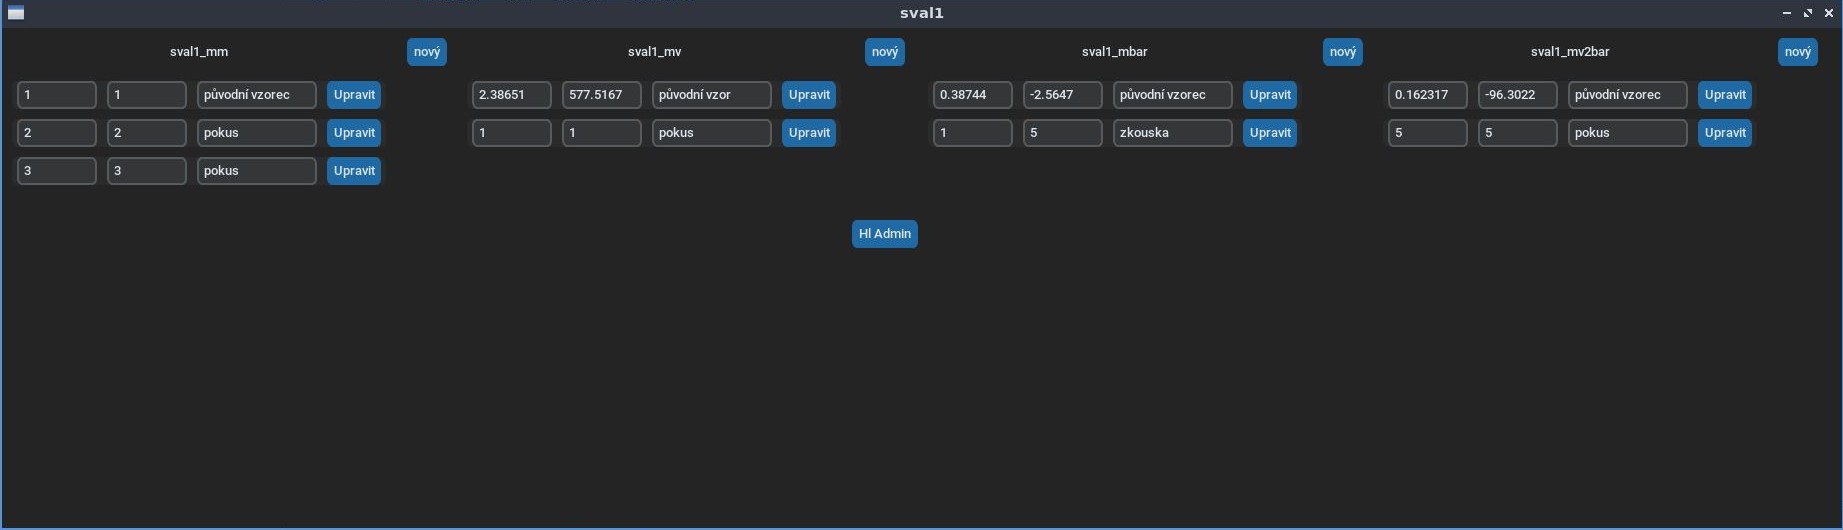 sval1
sval1_mm nový sval1_mv nový sval1_mbar nový sval1_mv2bar nový
1 1 původní vzorec Upravit 2.38651 577.5167 původní vzor Upravit 0.38744 -2.5647 původní vzorec Upravit 0.162317 -96.3022 původní vzorec Upravit
2 2 pokus Upravit 1 1 pokus Upravit 1 5 zkouska Upravit 5 5 pokus Upravit
3 3 pokus Upravit
Hl Admin